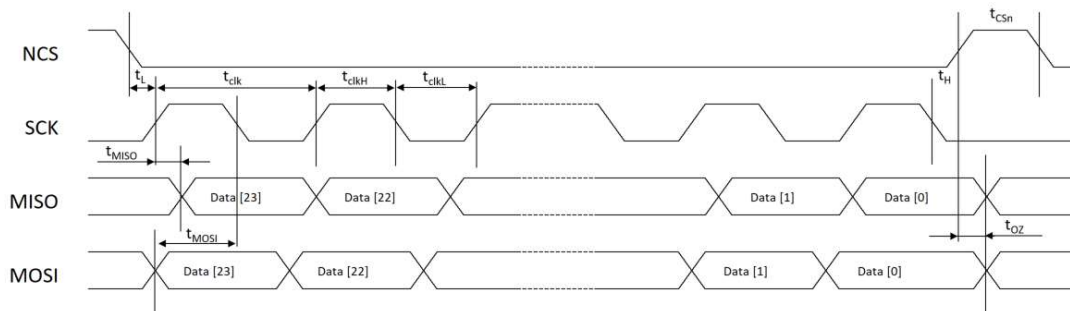 NCS
t_CSn
t_L
t_clk
t_clkH
t_clkL
t_H
SCK
t_MISO
MISO
Data [23]
Data [22]
Data [1]
Data [0]
t_MOSI
t_OZ
MOSI
Data [23]
Data [22]
Data [1]
Data [0]